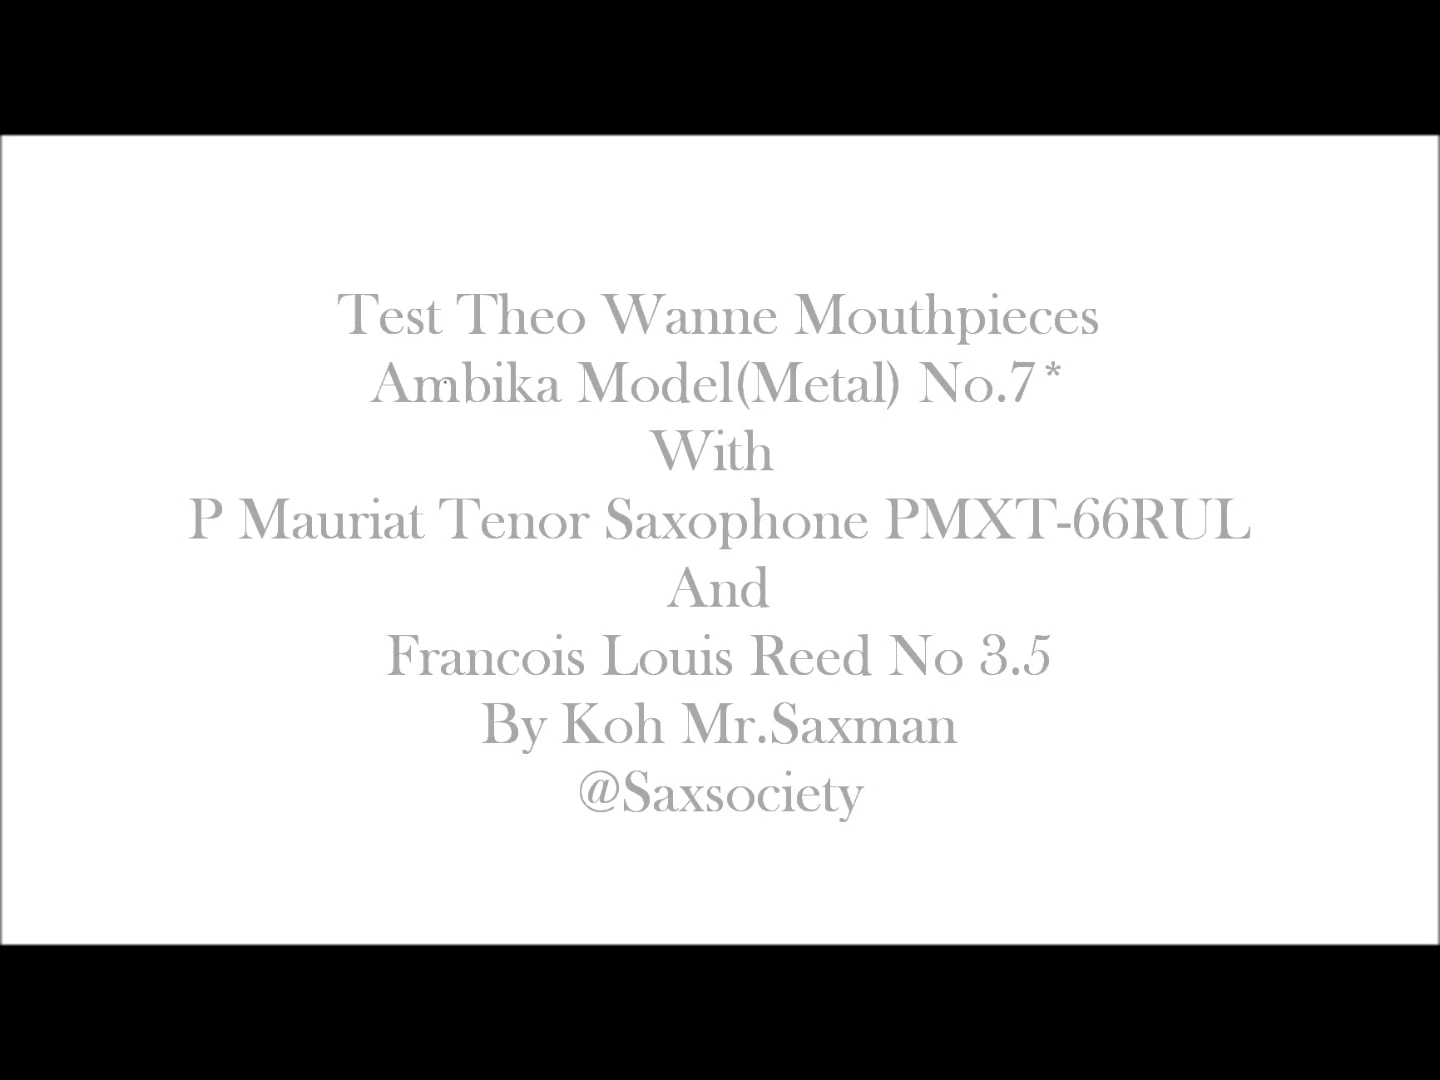 Test Theo Wanne Mouthpieces
Ambika Model(Metal) No.7*
With
P Mauriat Tenor Saxophone PMXT-66RUL
And
Francois Louis Reed No 3.5
By Koh Mr.Saxman
@Saxsociety